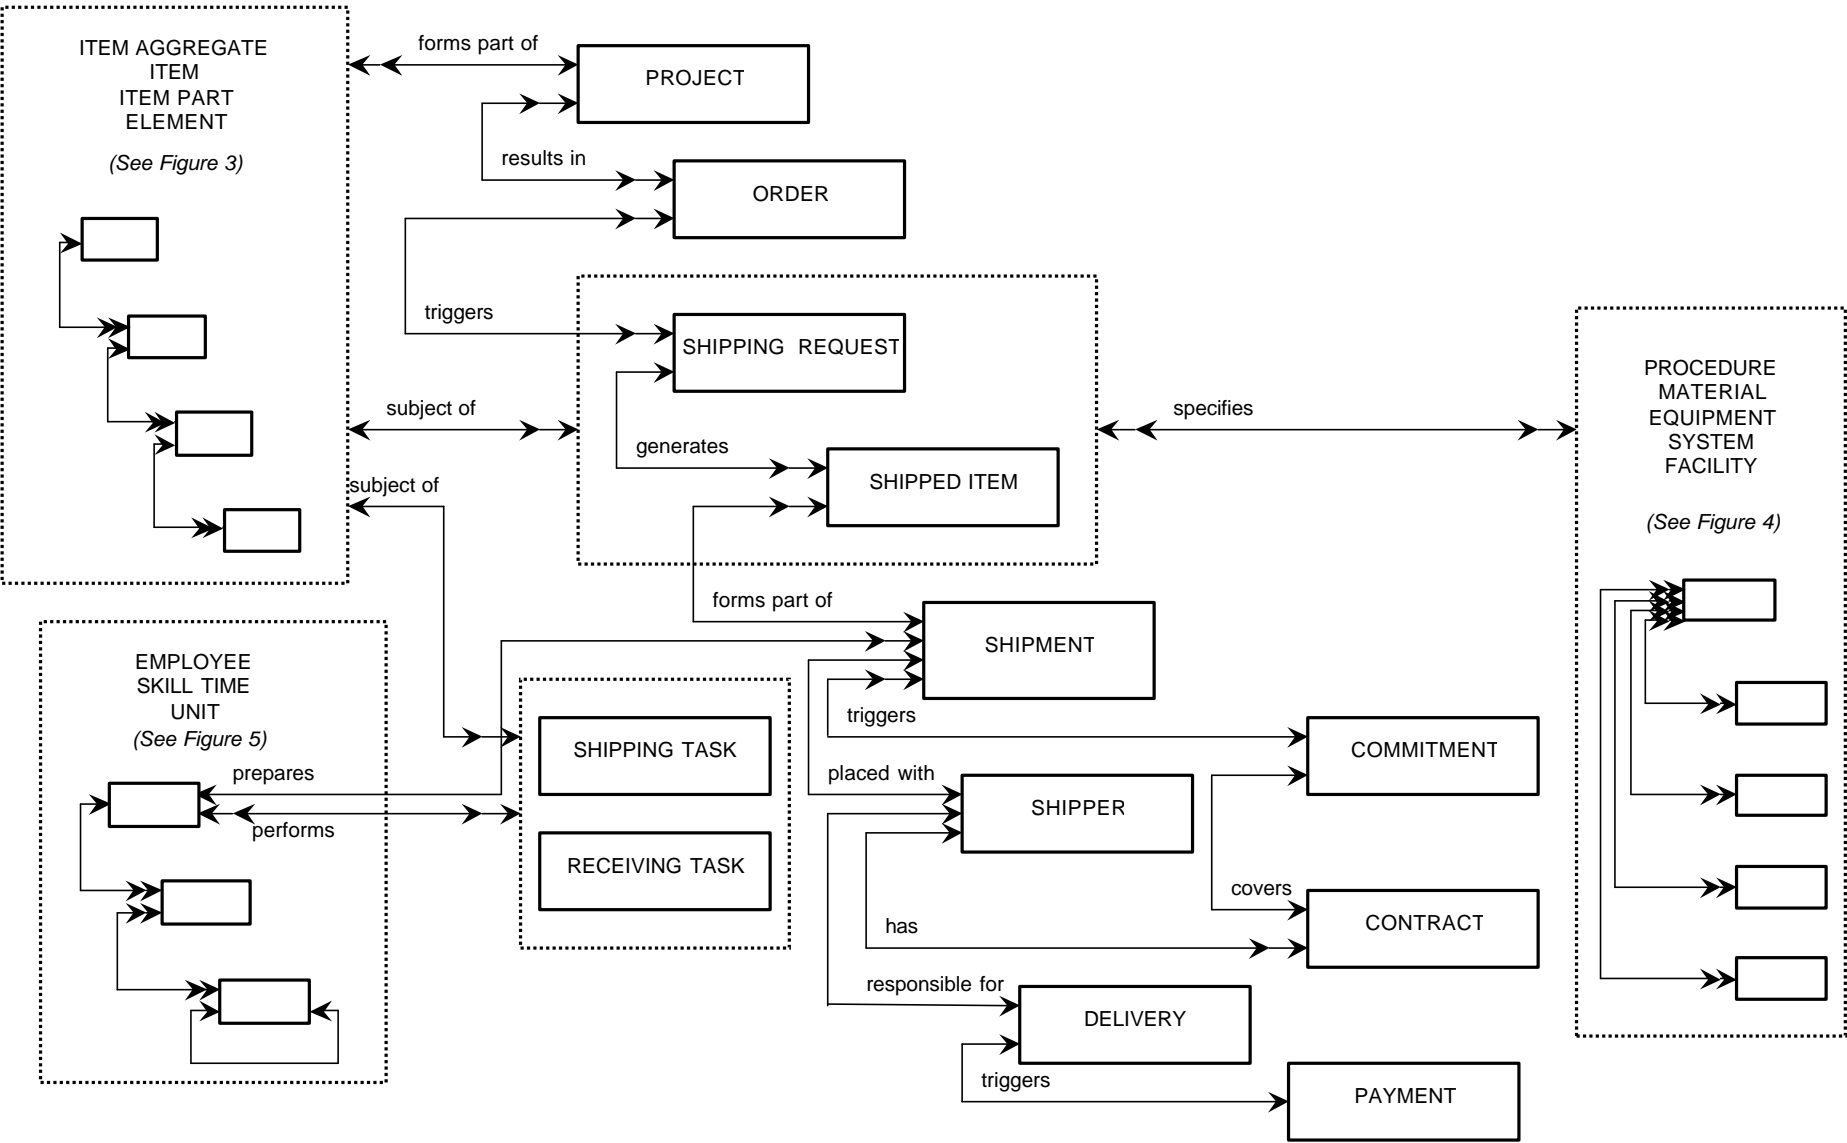 ITEM AGGREGATE
ITEM
ITEM PART
ELEMENT
(See Figure 3)
forms part of
PROJECT
results in
ORDER
triggers
SHIPPING REQUEST
subject of
generates
SHIPPED ITEM
specifies
PROCEDURE
MATERIAL
EQUIPMENT
SYSTEM
FACILITY
(See Figure 4)
subject of
forms part of
SHIPMENT
EMPLOYEE
SKILL TIME
UNIT
(See Figure 5)
prepares
performs
SHIPPING TASK
RECEIVING TASK
triggers
COMMITMENT
placed with
SHIPPER
covers
CONTRACT
has
responsible for
DELIVERY
triggers
PAYMENT